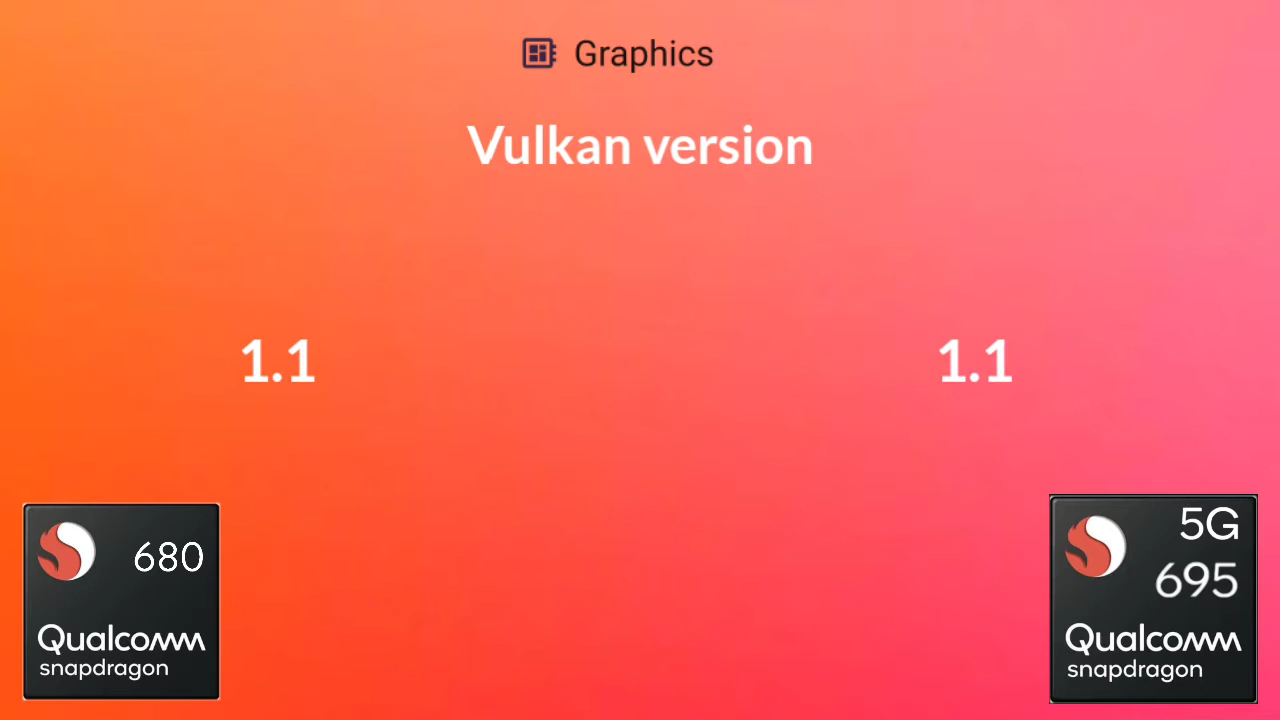 Graphics
Vulkan version
1.1 1.1
680
Qualcomm
snapdragon
5G
695
Qualcomm
snapdragon